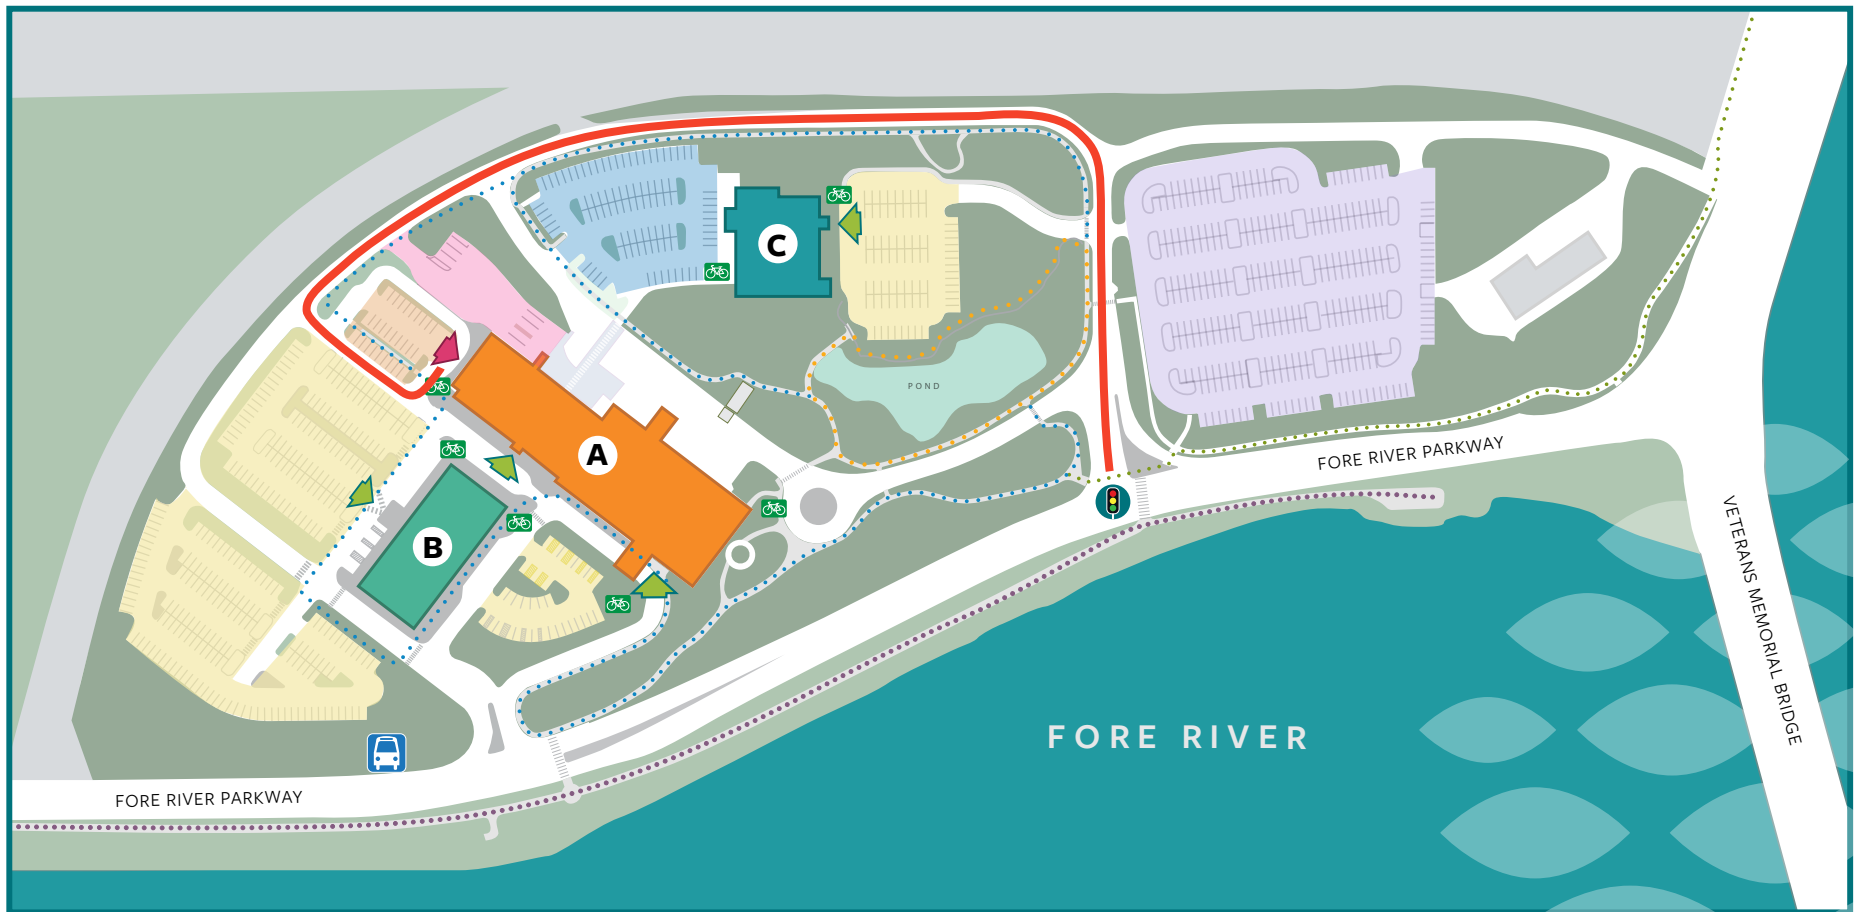 C
POND
A
FORE RIVER PARKWAY
B
VETERANS MEMORIAL BRIDGE
FORE RIVER
FORE RIVER PARKWAY